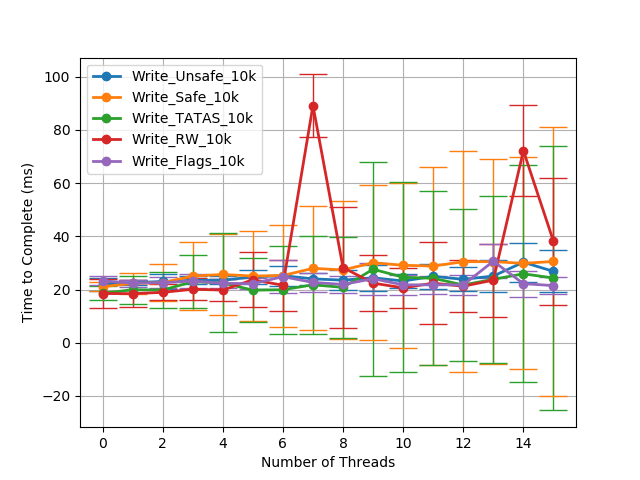 Write_Unsafe_10k
Write_Safe_10k
Write_TATAS_10k
Write_RW_10k
Write_Flags_10k
Time to Complete (ms)
100
80
60
40
20
0
−20
0 2 4 6 8 10 12 14
Number of Threads